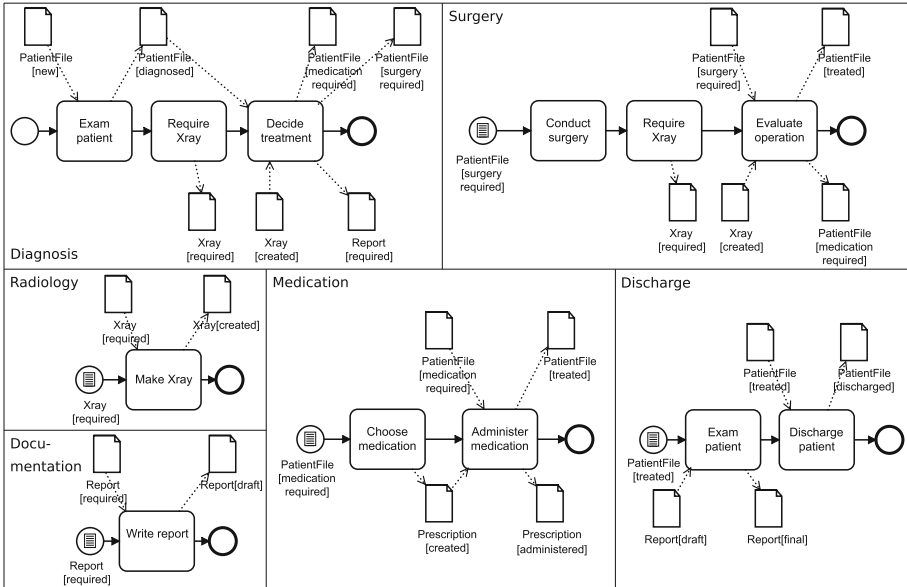 PatientFile
[new]
PatientFile
[diagnosed]
PatientFile
[medication
required]
PatientFile
[surgery
required]
Exam
patient
Require
Xray
Decide
treatment
Xray
[required]
Xray
[created]
Report
[required]
Diagnosis
Surgery
PatientFile
[surgery
required]
PatientFile
[treated]
PatientFile
[surgery
required]
Conduct
surgery
Require
Xray
Evaluate
operation
Xray
[required]
Xray
[created]
PatientFile
[medication
required]
Radiology
Xray
[required]
Xray[created]
Xray
[required]
Make Xray
Docu-
mentation
Report
[required]
Report[draft]
Report
[required]
Write report
Medication
PatientFile
[medication
required]
PatientFile
[treated]
PatientFile
[medication
required]
Choose
medication
Administer
medication
Prescription
[created]
Prescription
[administered]
Discharge
PatientFile
[treated]
PatientFile
[discharged]
PatientFile
[treated]
Exam
patient
Discharge
patient
Report[draft]
Report[final]